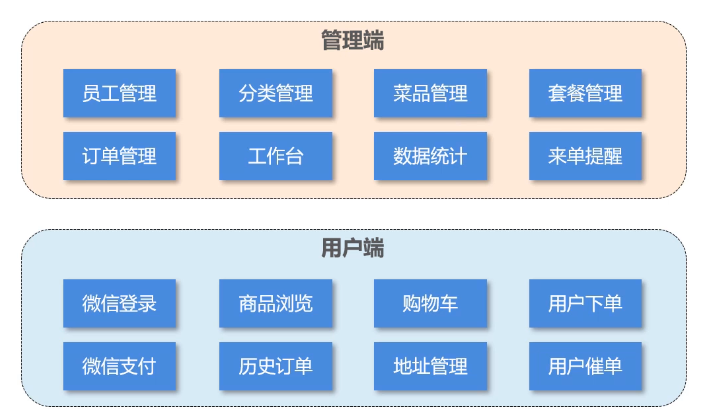 管理端
员工管理 分类管理 菜品管理 套餐管理
订单管理 工作台 数据统计 来单提醒
用户端
微信登录 商品浏览 购物车 用户下单
微信支付 历史订单 地址管理 用户催单